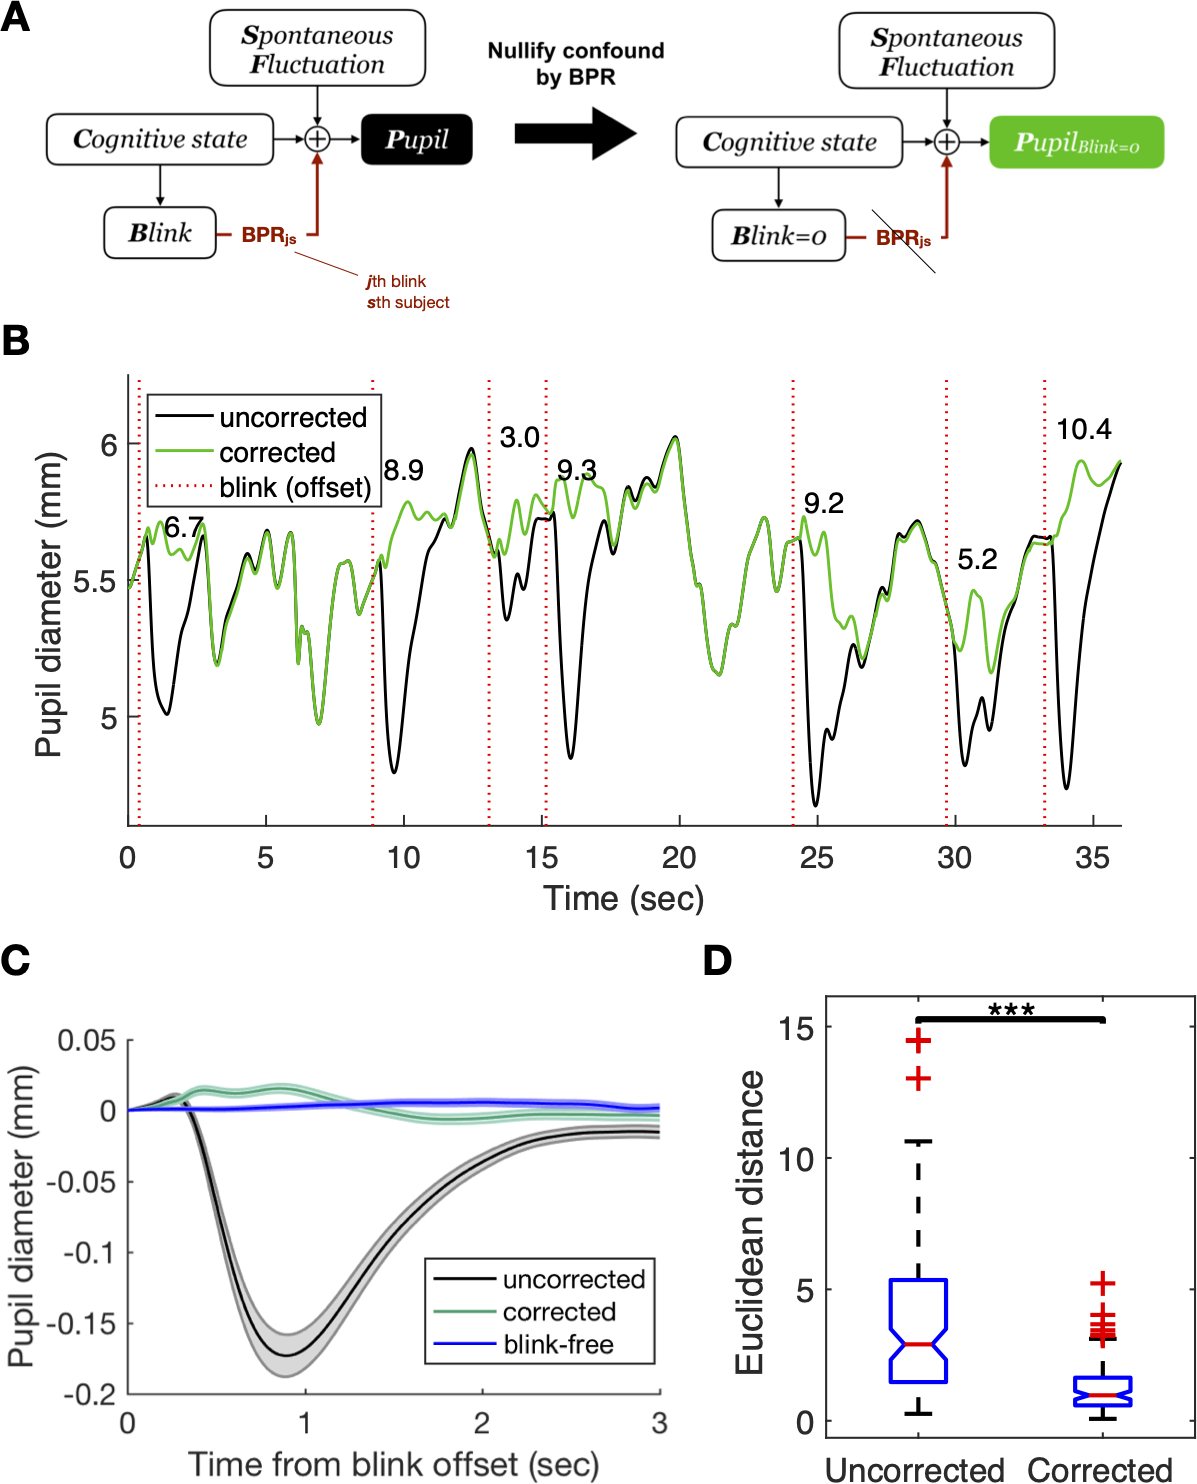 A
Spontaneous
Fluctuation
Cognitive state
Pupil
Blink
BPRjs
jth blink
sth subject
Nullify confound
by BPR
Spontaneous
Fluctuation
Cognitive state
PupilBlink=0
Blink=0
BPRjs
B
Pupil diameter (mm)
6
5.5
5
uncorrected
corrected
blink (offset)
6.7
8.9
3.0
9.3
9.2
5.2
10.4
0 5 10 15 20 25 30 35
Time (sec)
C
Pupil diameter (mm)
0.05
0
-0.05
-0.1
-0.15
-0.2
uncorrected
corrected
blink-free
0 1 2 3
Time from blink offset (sec)
D
Euclidean distance
15
10
5
0
***
Uncorrected Corrected